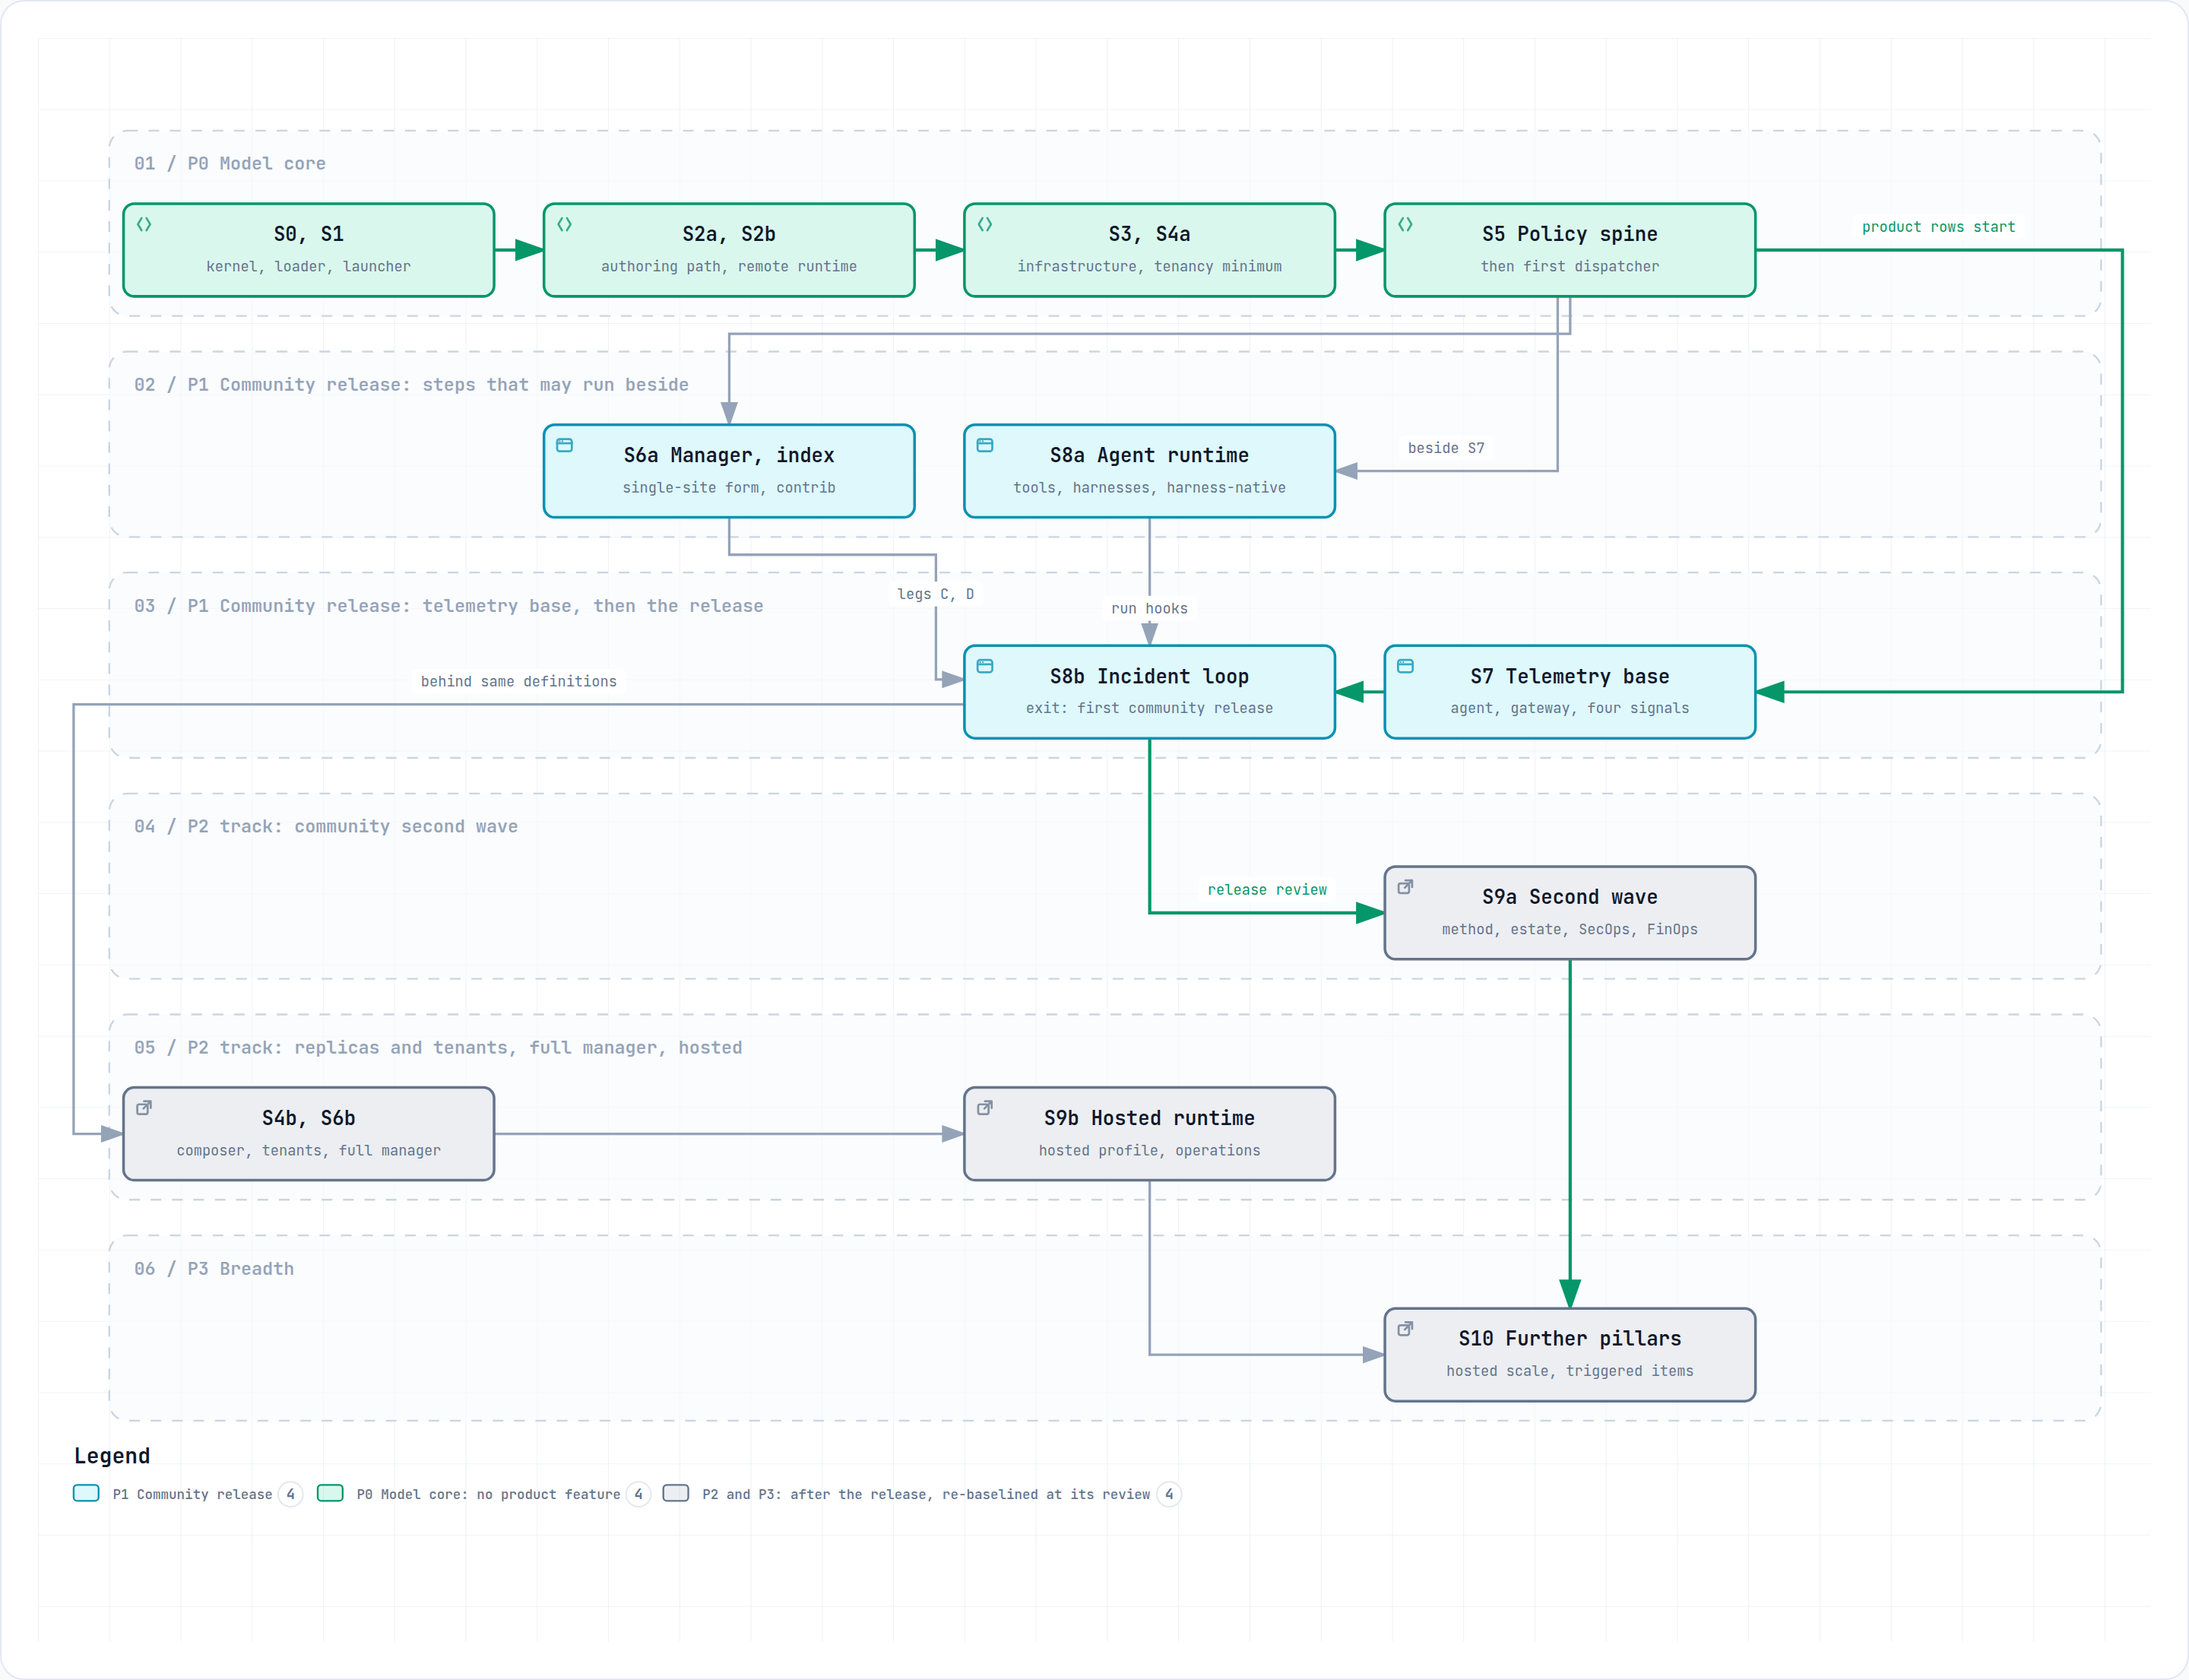 01 / P0 Model core
S0, S1
kernel, loader, launcher
S2a, S2b
authoring path, remote runtime
S3, S4a
infrastructure, tenancy minimum
S5 Policy spine
then first dispatcher
product rows start
02 / P1 Community release: steps that may run beside
S6a Manager, index
single-site form, contrib
S8a Agent runtime
tools, harnesses, harness-native
beside S7
03 / P1 Community release: telemetry base, then the release
legs C, D
run hooks
behind same definitions
S8b Incident loop
exit: first community release
S7 Telemetry base
agent, gateway, four signals
04 / P2 track: community second wave
release review
S9a Second wave
method, estate, SecOps, FinOps
05 / P2 track: replicas and tenants, full manager, hosted
S4b, S6b
composer, tenants, full manager
S9b Hosted runtime
hosted profile, operations
06 / P3 Breadth
S10 Further pillars
hosted scale, triggered items
Legend
P1 Community release 4
P0 Model core: no product feature 4
P2 and P3: after the release, re-baselined at its review 4